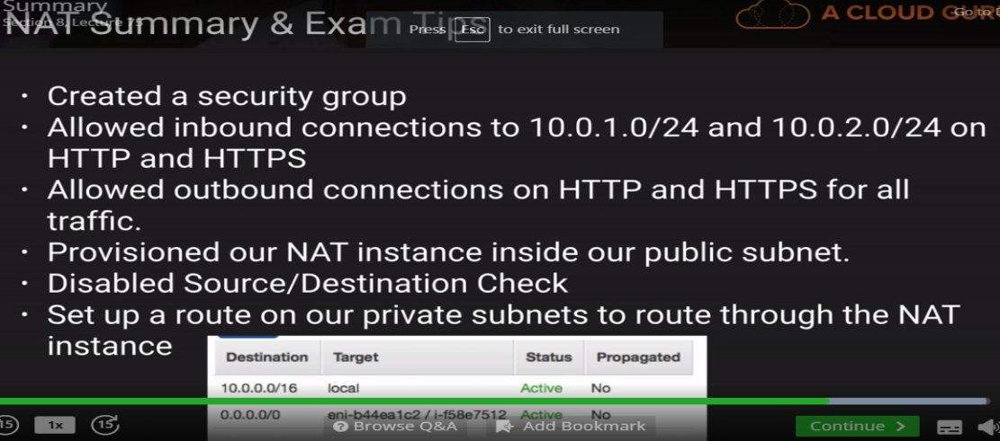 Summary
Section 8, Lecture 75
NAT Summary & Exam Tips
Press Esc to exit full screen
A CLOUD GURU
Go to
• Created a security group
• Allowed inbound connections to 10.0.1.0/24 and 10.0.2.0/24 on
HTTP and HTTPS
• Allowed outbound connections on HTTP and HTTPS for all
traffic.
• Provisioned our NAT instance inside our public subnet.
• Disabled Source/Destination Check
• Set up a route on our private subnets to route through the NAT
instance
Destination Target Status Propagated
10.0.0.0/16 local Active No
0.0.0.0/0 eni-b44ea1c2 / i-f58e7512 Active No
15 1x 15 Browse Q&A Add Bookmark Continue